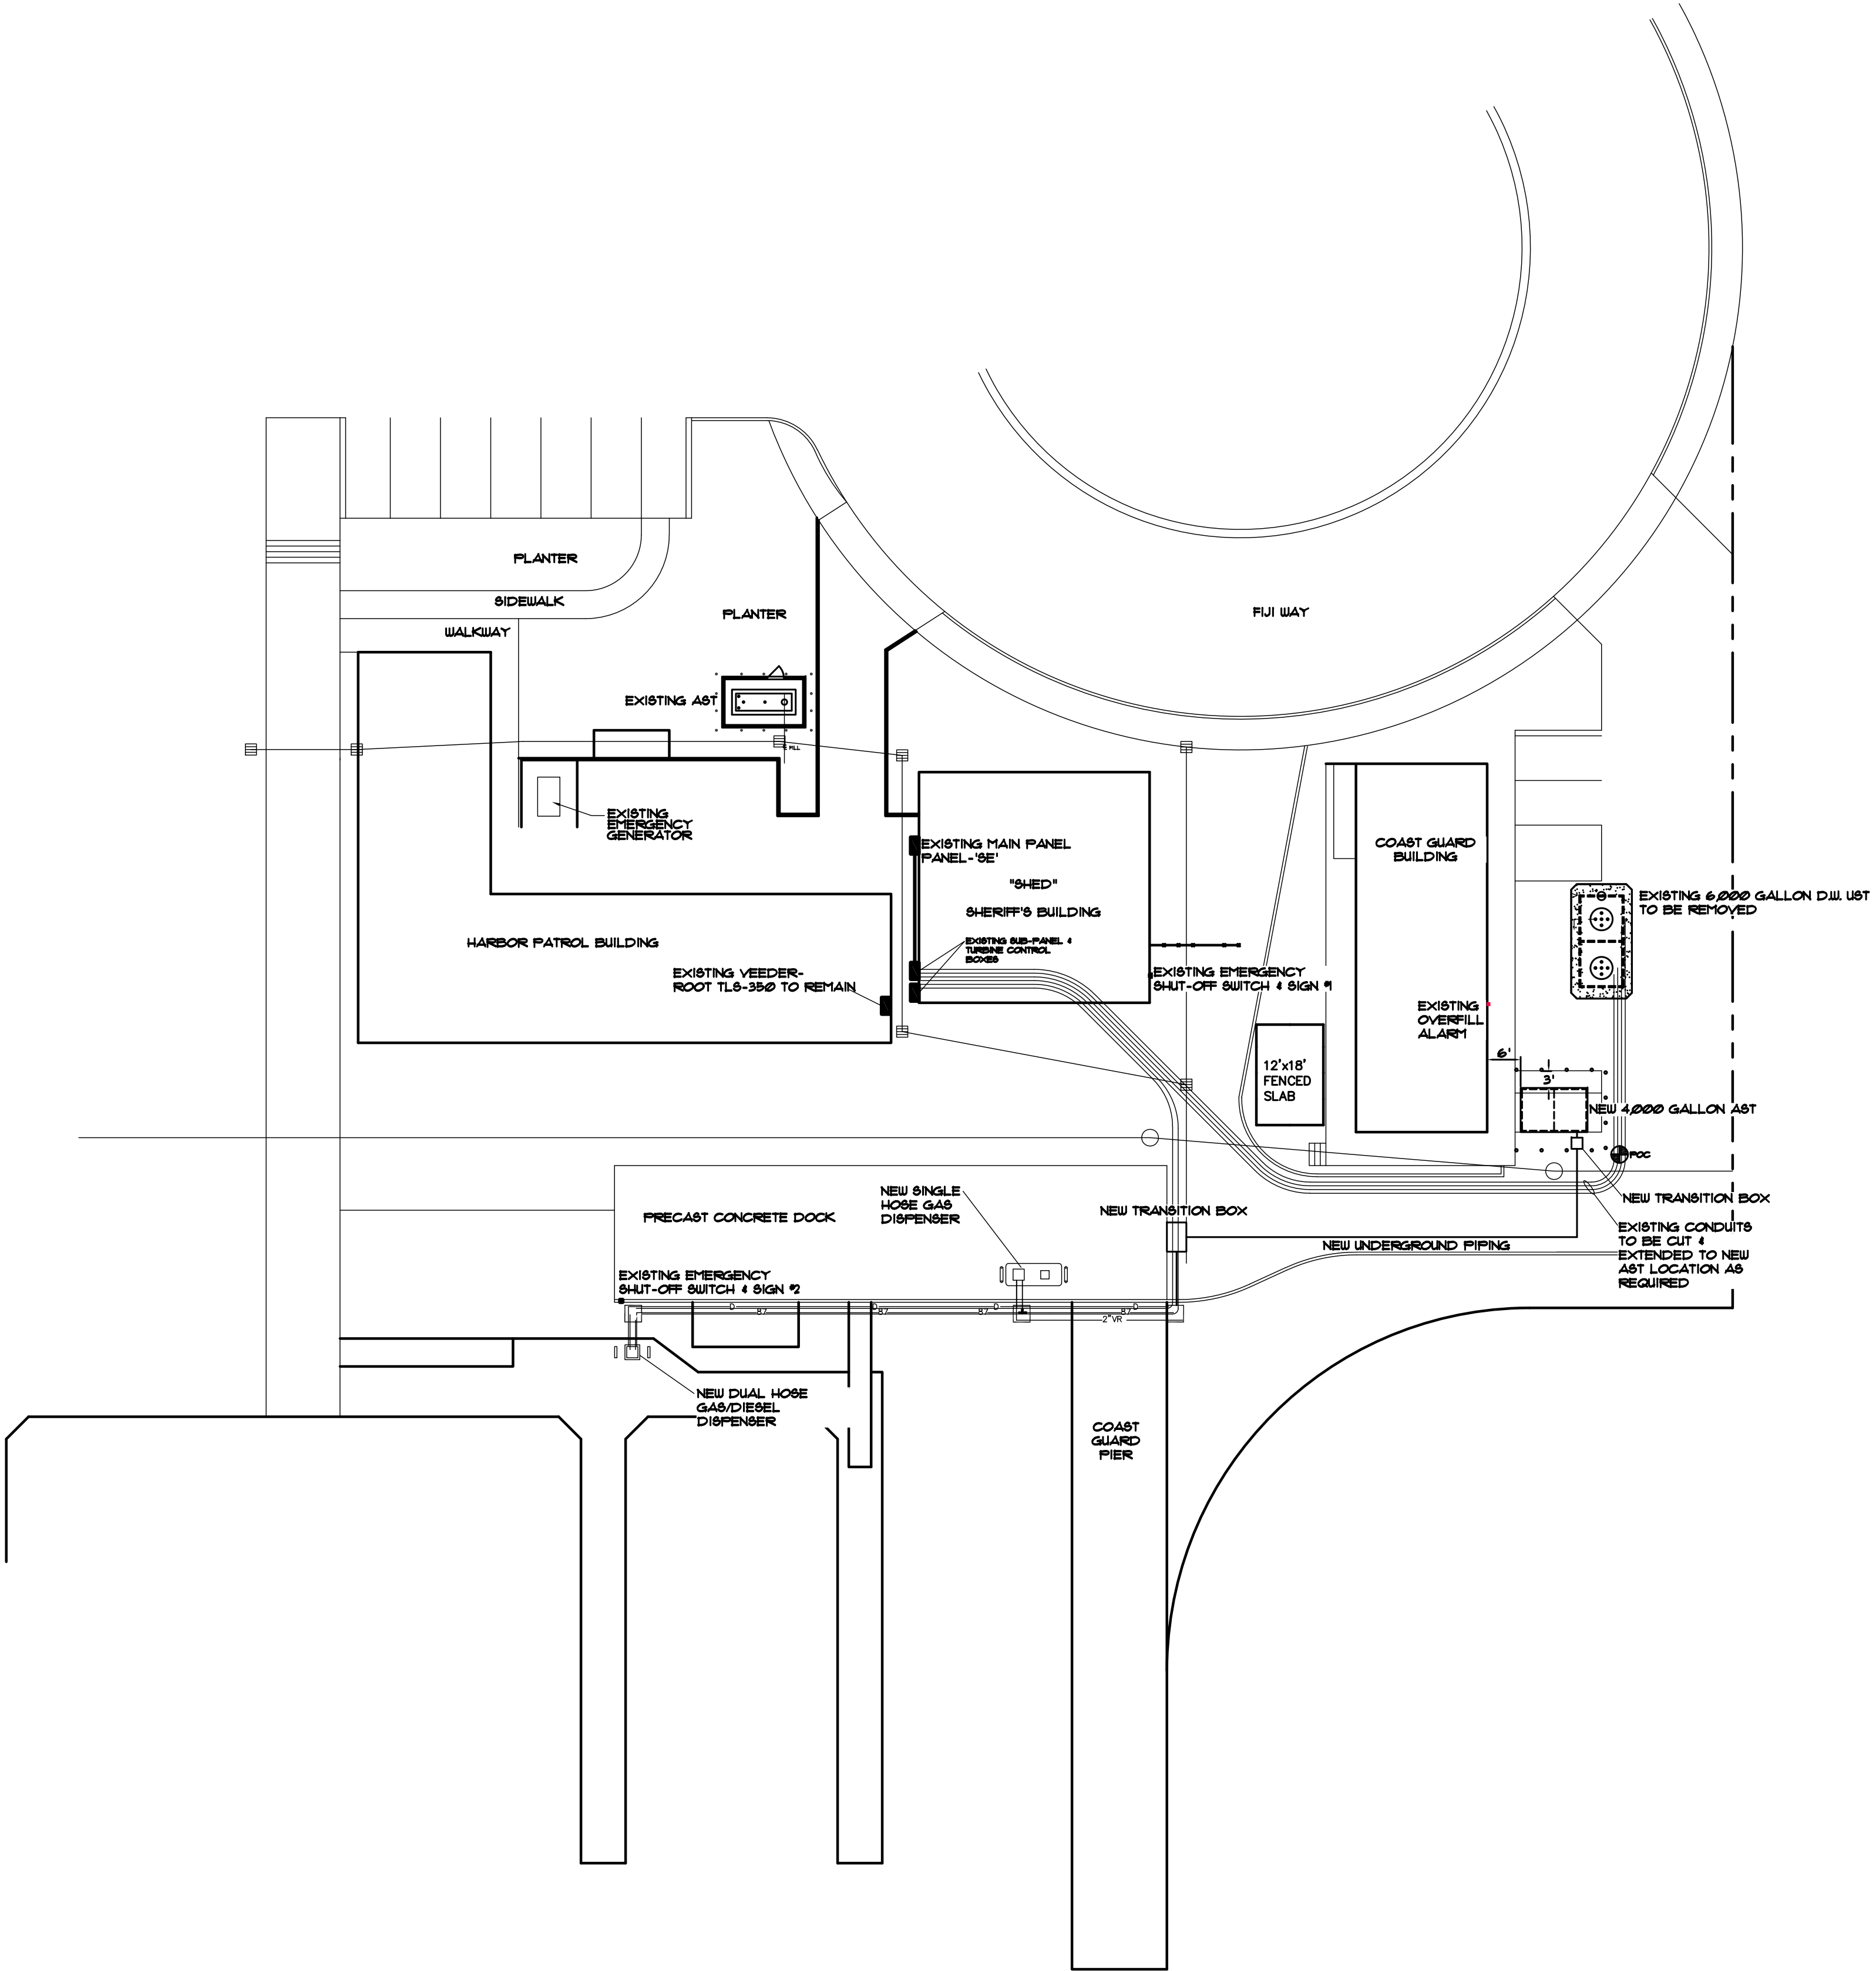 PLANTER
SIDEWALK
WALKWAY
PLANTER
FIJI WAY
EXISTING AST
FILL
EXISTING
EMERGENCY
GENERATOR
EXISTING MAIN PANEL
PANEL-'SE'
"SHED"
SHERIFF'S BUILDING
EXISTING SUB-PANEL &
TURBINE CONTROL
BOXES
COAST GUARD
BUILDING
EXISTING 6,000 GALLON D.W. UST
TO BE REMOVED
HARBOR PATROL BUILDING
EXISTING VEEDER-
ROOT TLS-350 TO REMAIN
EXISTING EMERGENCY
SHUT-OFF SWITCH & SIGN #1
EXISTING
OVERFILL
ALARM
6'
3'
12'x18'
FENCED
SLAB
NEW 4,000 GALLON AST
POC
NEW TRANSITION BOX
PRECAST CONCRETE DOCK
NEW SINGLE
HOSE GAS
DISPENSER
NEW TRANSITION BOX
NEW UNDERGROUND PIPING
EXISTING CONDUITS
TO BE CUT &
EXTENDED TO NEW
AST LOCATION AS
REQUIRED
EXISTING EMERGENCY
SHUT-OFF SWITCH & SIGN #2
D D D D
87 87 87 87
2"VR
NEW DUAL HOSE
GAS/DIESEL
DISPENSER
COAST
GUARD
PIER